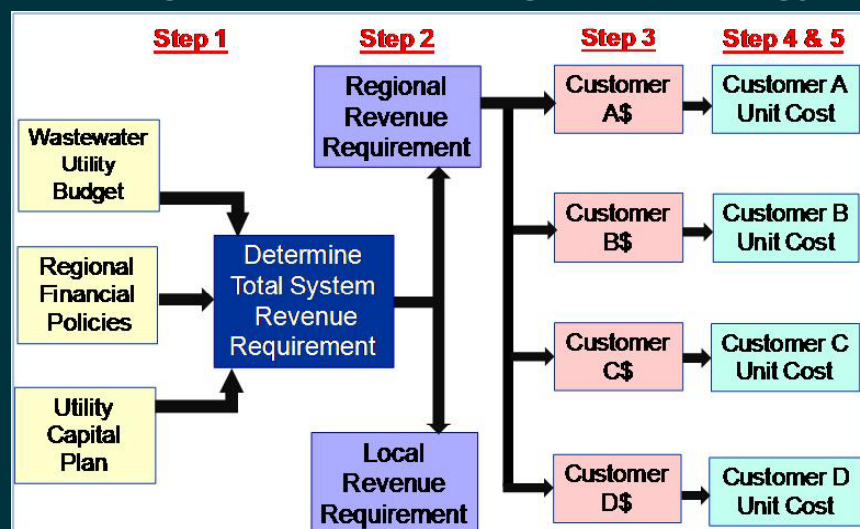 Step 1
Step 2
Step 3
Step 4 & 5
Wastewater
Utility
Budget
Regional
Financial
Policies
Utility
Capital
Plan
Determine
Total System
Revenue
Requirement
Regional
Revenue
Requirement
Local
Revenue
Requirement
Customer
A$
Customer
B$
Customer
C$
Customer
D$
Customer A
Unit Cost
Customer B
Unit Cost
Customer C
Unit Cost
Customer D
Unit Cost